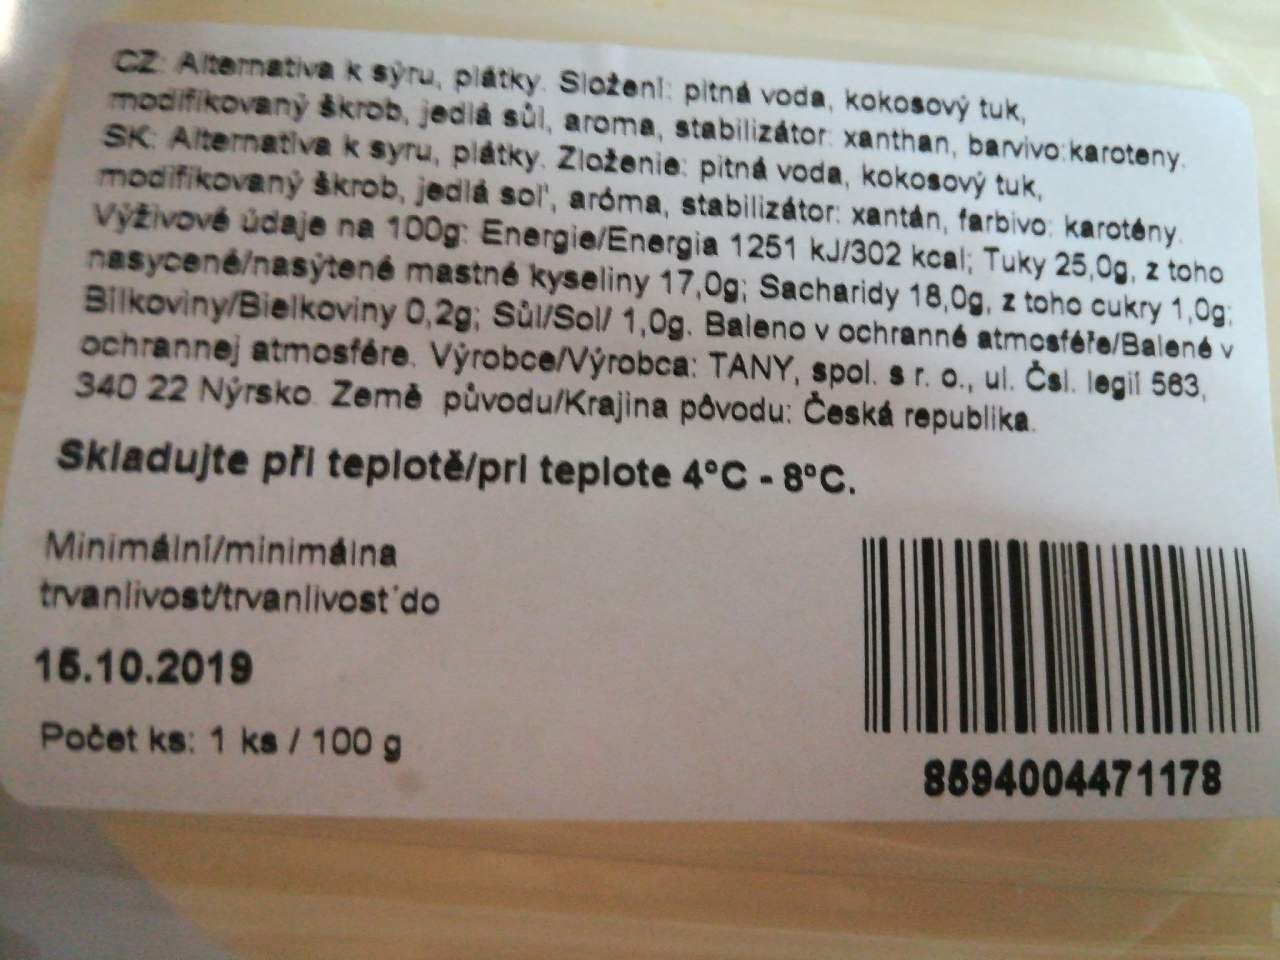 CZ: Alternativa k sýru, plátky. Složení: pitná voda, kokosový tuk,
modifikovaný škrob, jedlá sůl, aroma, stabilizátor: xanthan, barvivo:karoteny.
SK: Alternatíva k syru, plátky. Zloženie: pitná voda, kokosový tuk,
modifikovaný škrob, jedlá soľ, aróma, stabilizátor: xantán, farbivo: karotény.
Výživové údaje na 100g: Energie/Energia 1251 kJ/302 kcal; Tuky 25,0g, z toho
nasycené/nasýtené mastné kyseliny 17,0g; Sacharidy 18,0g, z toho cukry 1,0g;
Bílkoviny/Bielkoviny 0,2g; Sůl/Sol/ 1,0g. Baleno v ochranné atmosféře/Balené v
ochrannej atmosfére. Výrobce/Výrobca: TANY, spol. s r. o., ul. Čsl. legií 563,
340 22 Nýrsko. Země původu/Krajina pôvodu: Česká republika.
Skladujte při teplotě/pri teplote 4°C - 8°C.
Minimální/minimálna
trvanlivost/trvanlivosť do
15.10.2019
Počet ks: 1 ks / 100 g
8594004471178